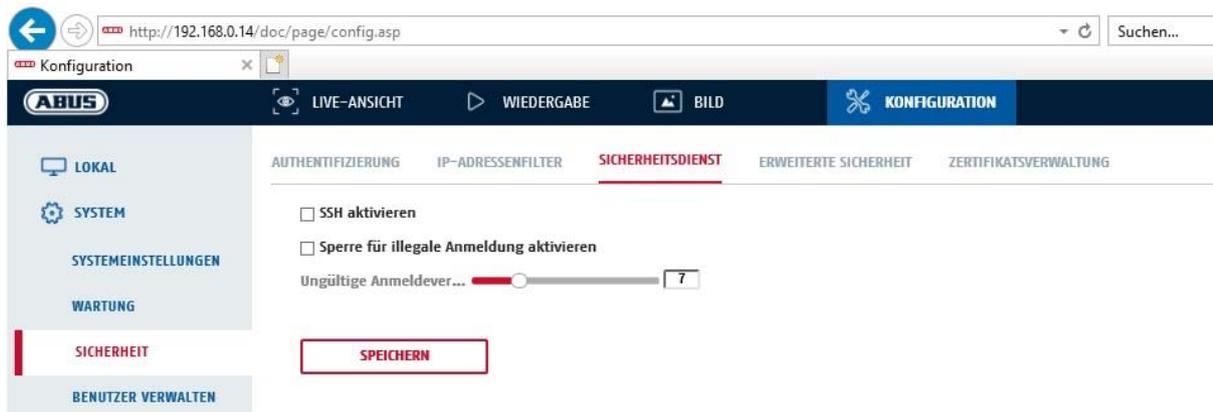 http://192.168.0.14/doc/page/config.asp
Suchen...
Konfiguration
ABUS
LIVE-ANSICHT
WIEDERGABE
BILD
KONFIGURATION
LOKAL
SYSTEM
SYSTEMEINSTELLUNGEN
WARTUNG
SICHERHEIT
BENUTZER VERWALTEN
AUTHENTIFIZIERUNG
IP-ADRESSENFILTER
SICHERHEITSDIENST
ERWEITERTE SICHERHEIT
ZERTIFIKATSVERWALTUNG
SSH aktivieren
Sperre für illegale Anmeldung aktivieren
Ungültige Anmeldever... 7
SPEICHERN